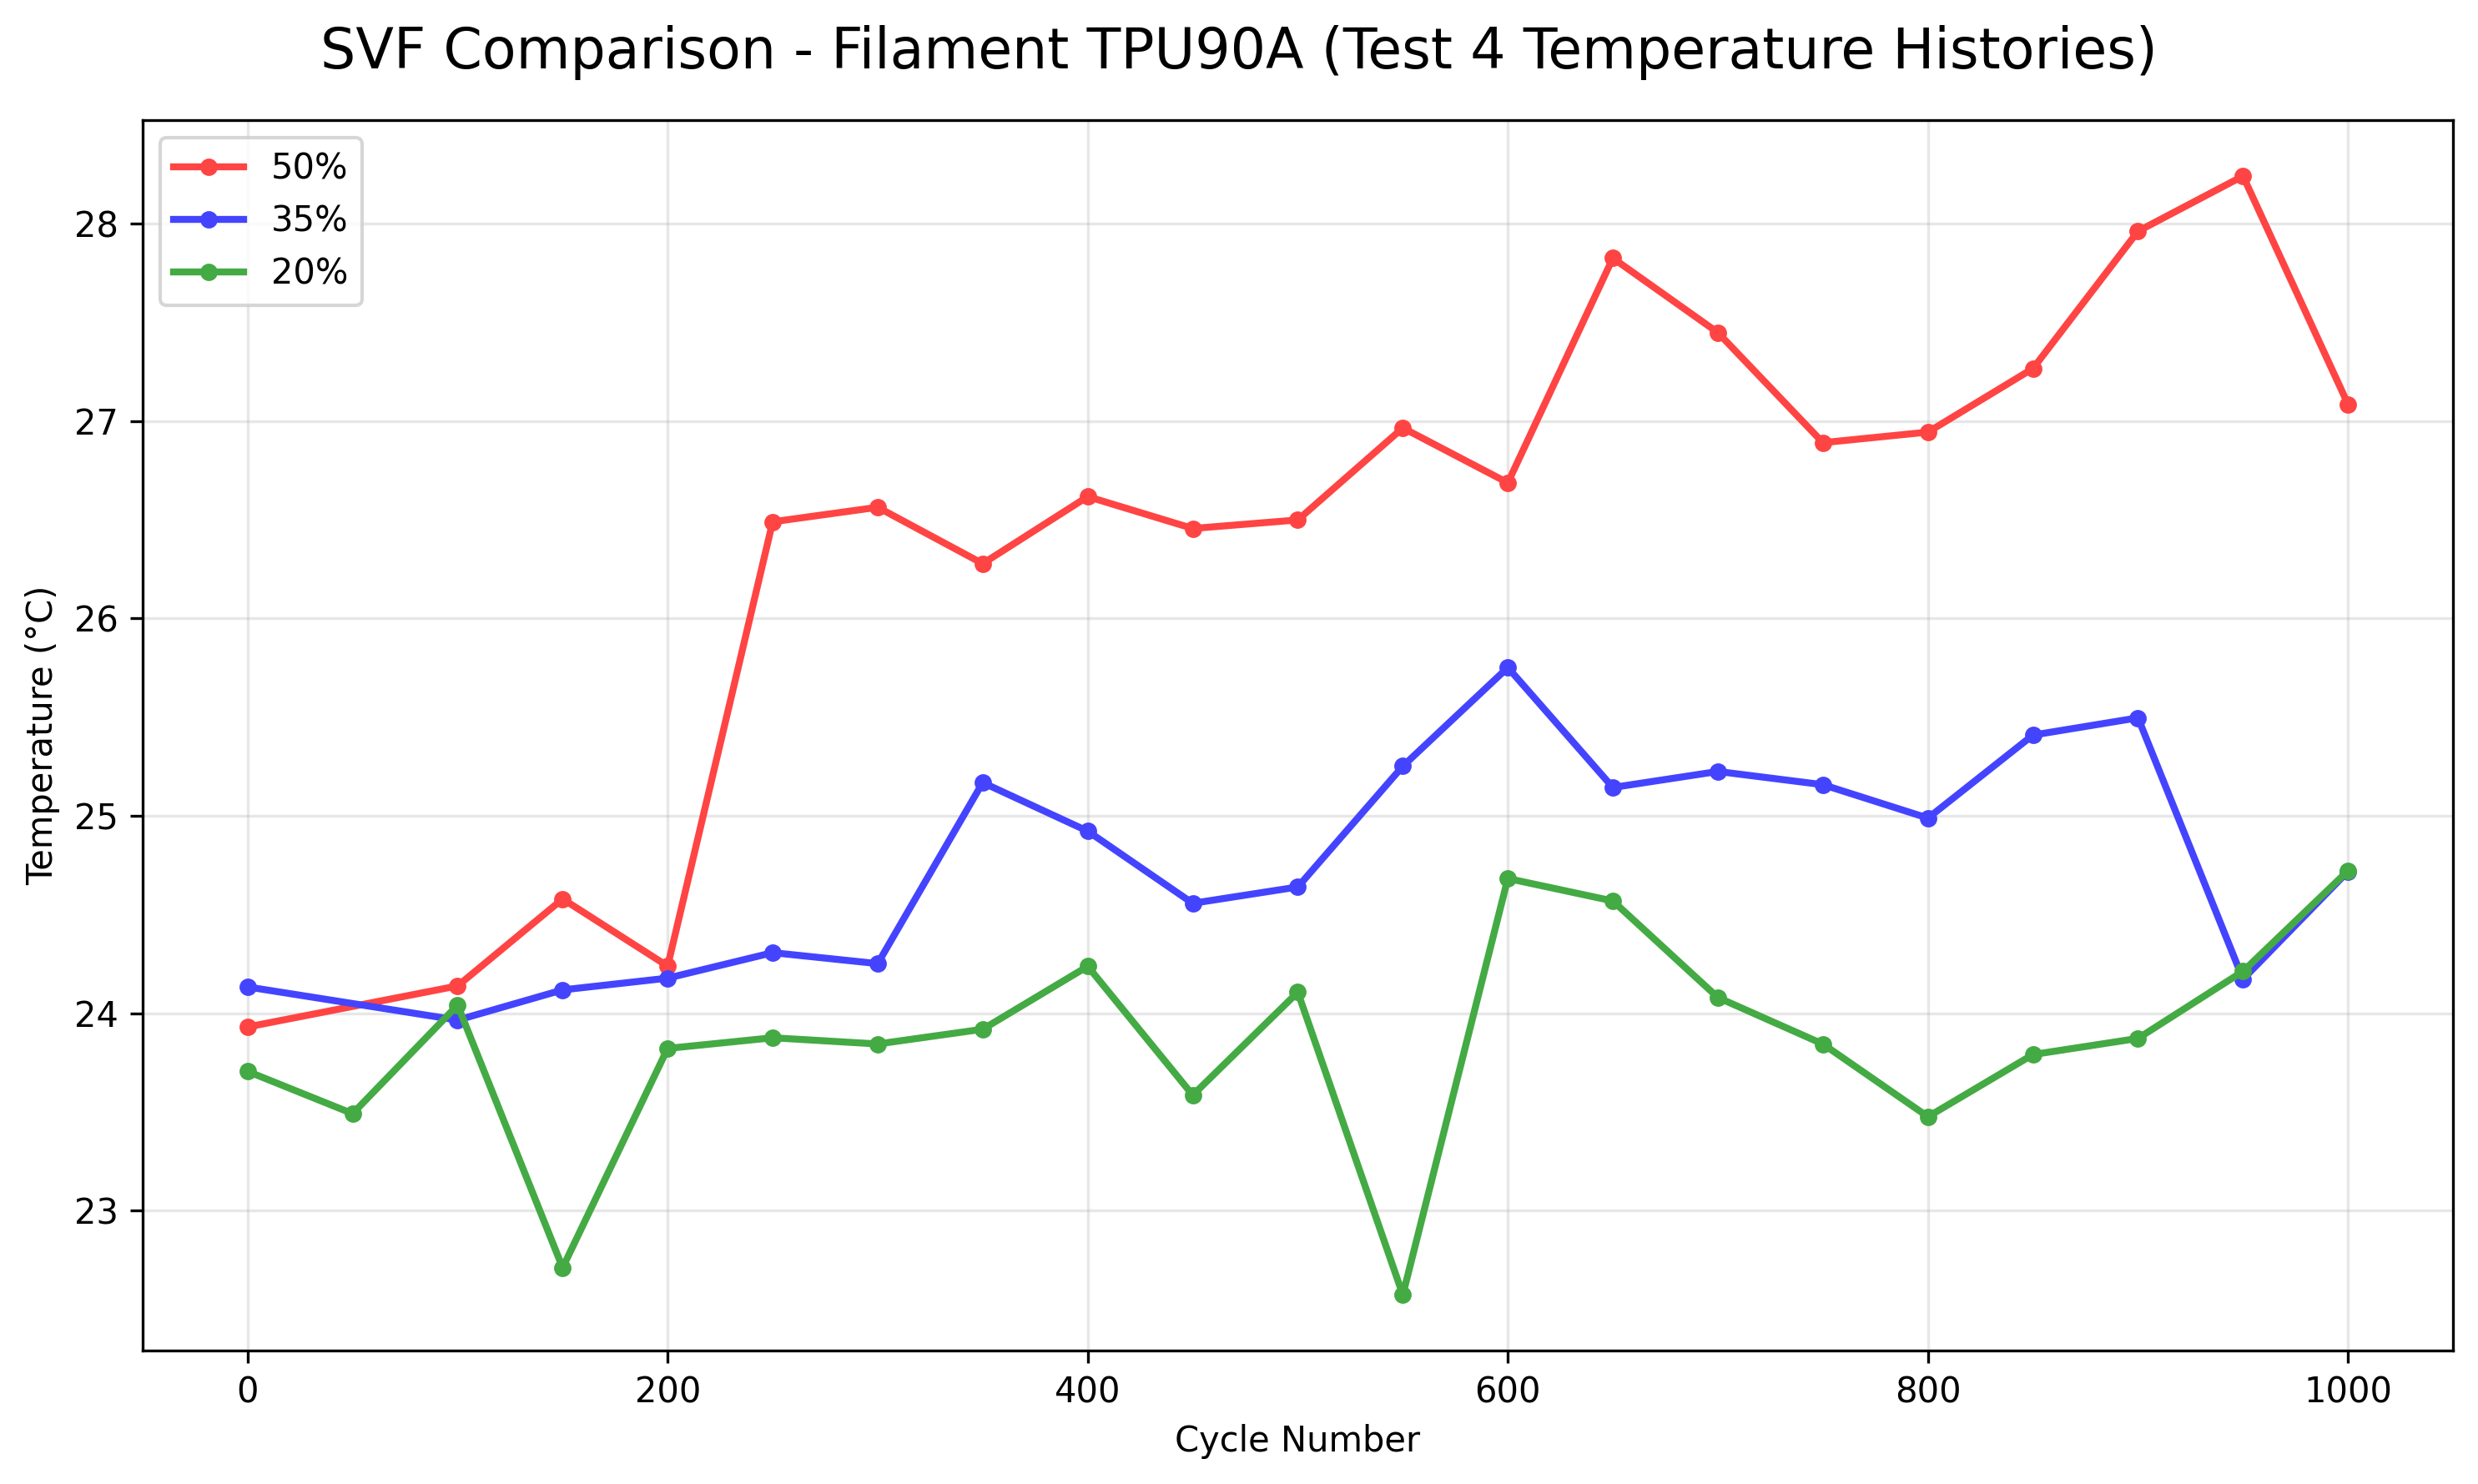 SVF Comparison - Filament TPU90A (Test 4 Temperature Histories)
50%
35%
20%
Temperature (°C)
28
27
26
25
24
23
0 200 400 600 800 1000
Cycle Number